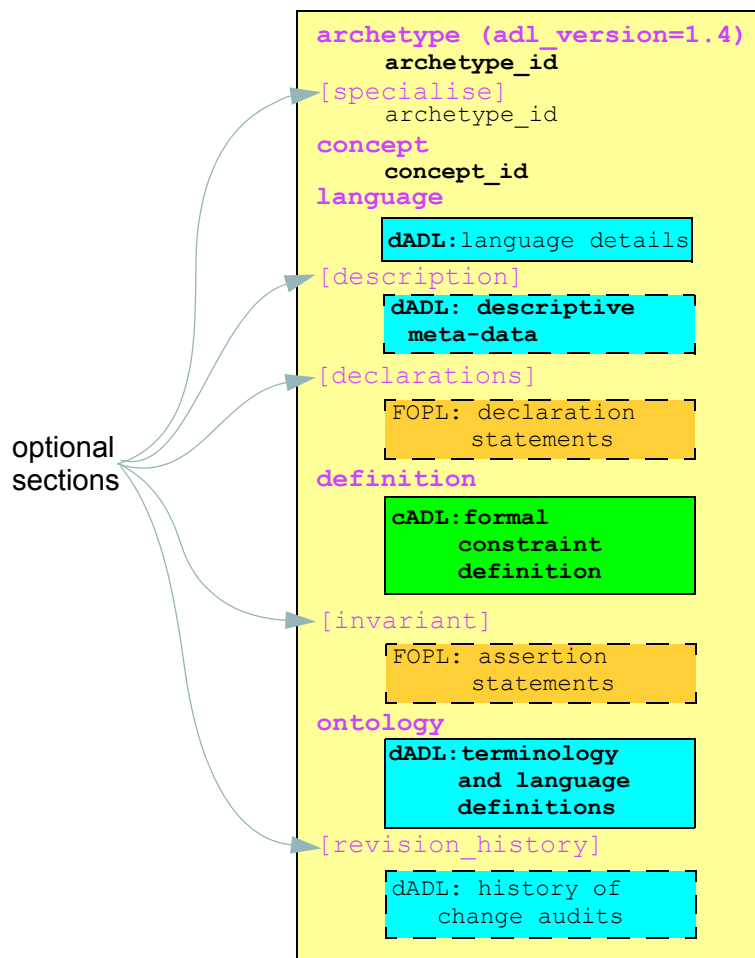 archetype (adl_version=1.4)
archetype_id
[specialise]
archetype_id
concept
concept_id
language
dADL:language details
[description]
dADL: descriptive
meta-data
[declarations]
FOPL: declaration
statements
optional
sections
definition
cADL:formal
constraint
definition
[invariant]
FOPL: assertion
statements
ontology
dADL:terminology
and language
definitions
[revision_history]
dADL: history of
change audits